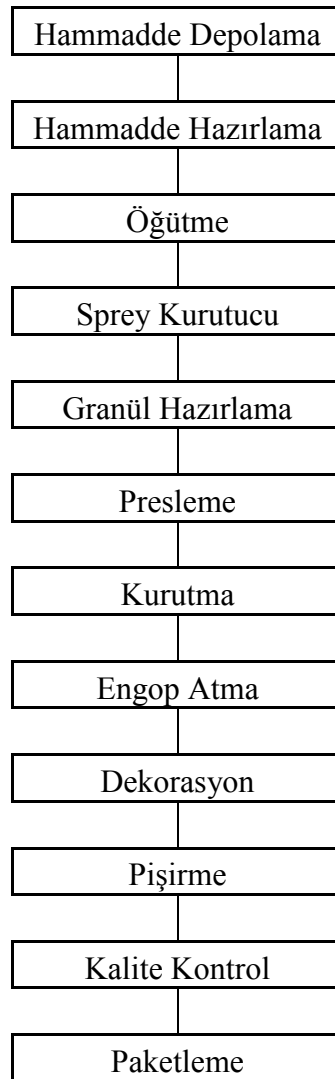 Hammadde Depolama
Hammadde Hazırlama
Öğütme
Sprey Kurutucu
Granül Hazırlama
Presleme
Kurutma
Engop Atma
Dekorasyon
Pişirme
Kalite Kontrol
Paketleme